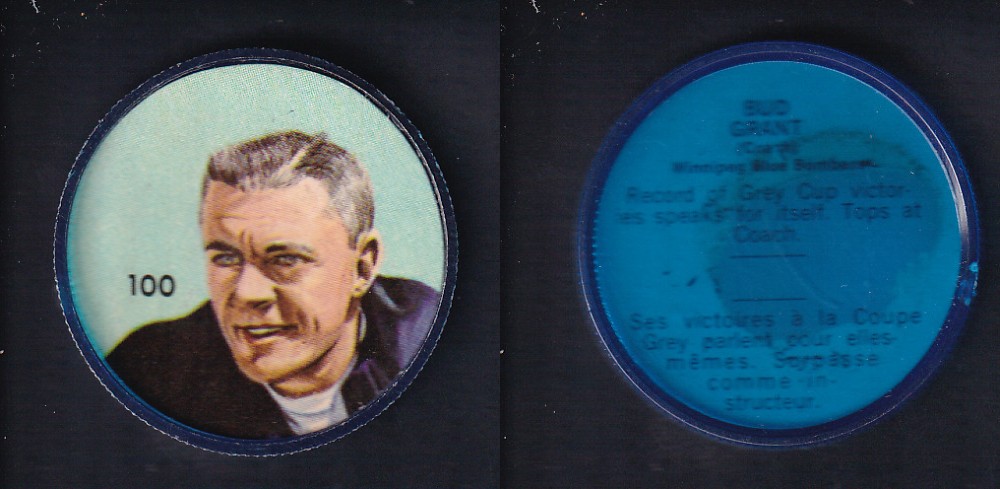 100
BUD
GRANT
(Coach)
Winnipeg Blue Bombers
Record of Grey Cup victor-
ies speaks for itself. Tops at
Coach.
Ses victoires à la Coupe
Grey parlent pour elles-
mêmes. Surpasse
comme in-
structeur.